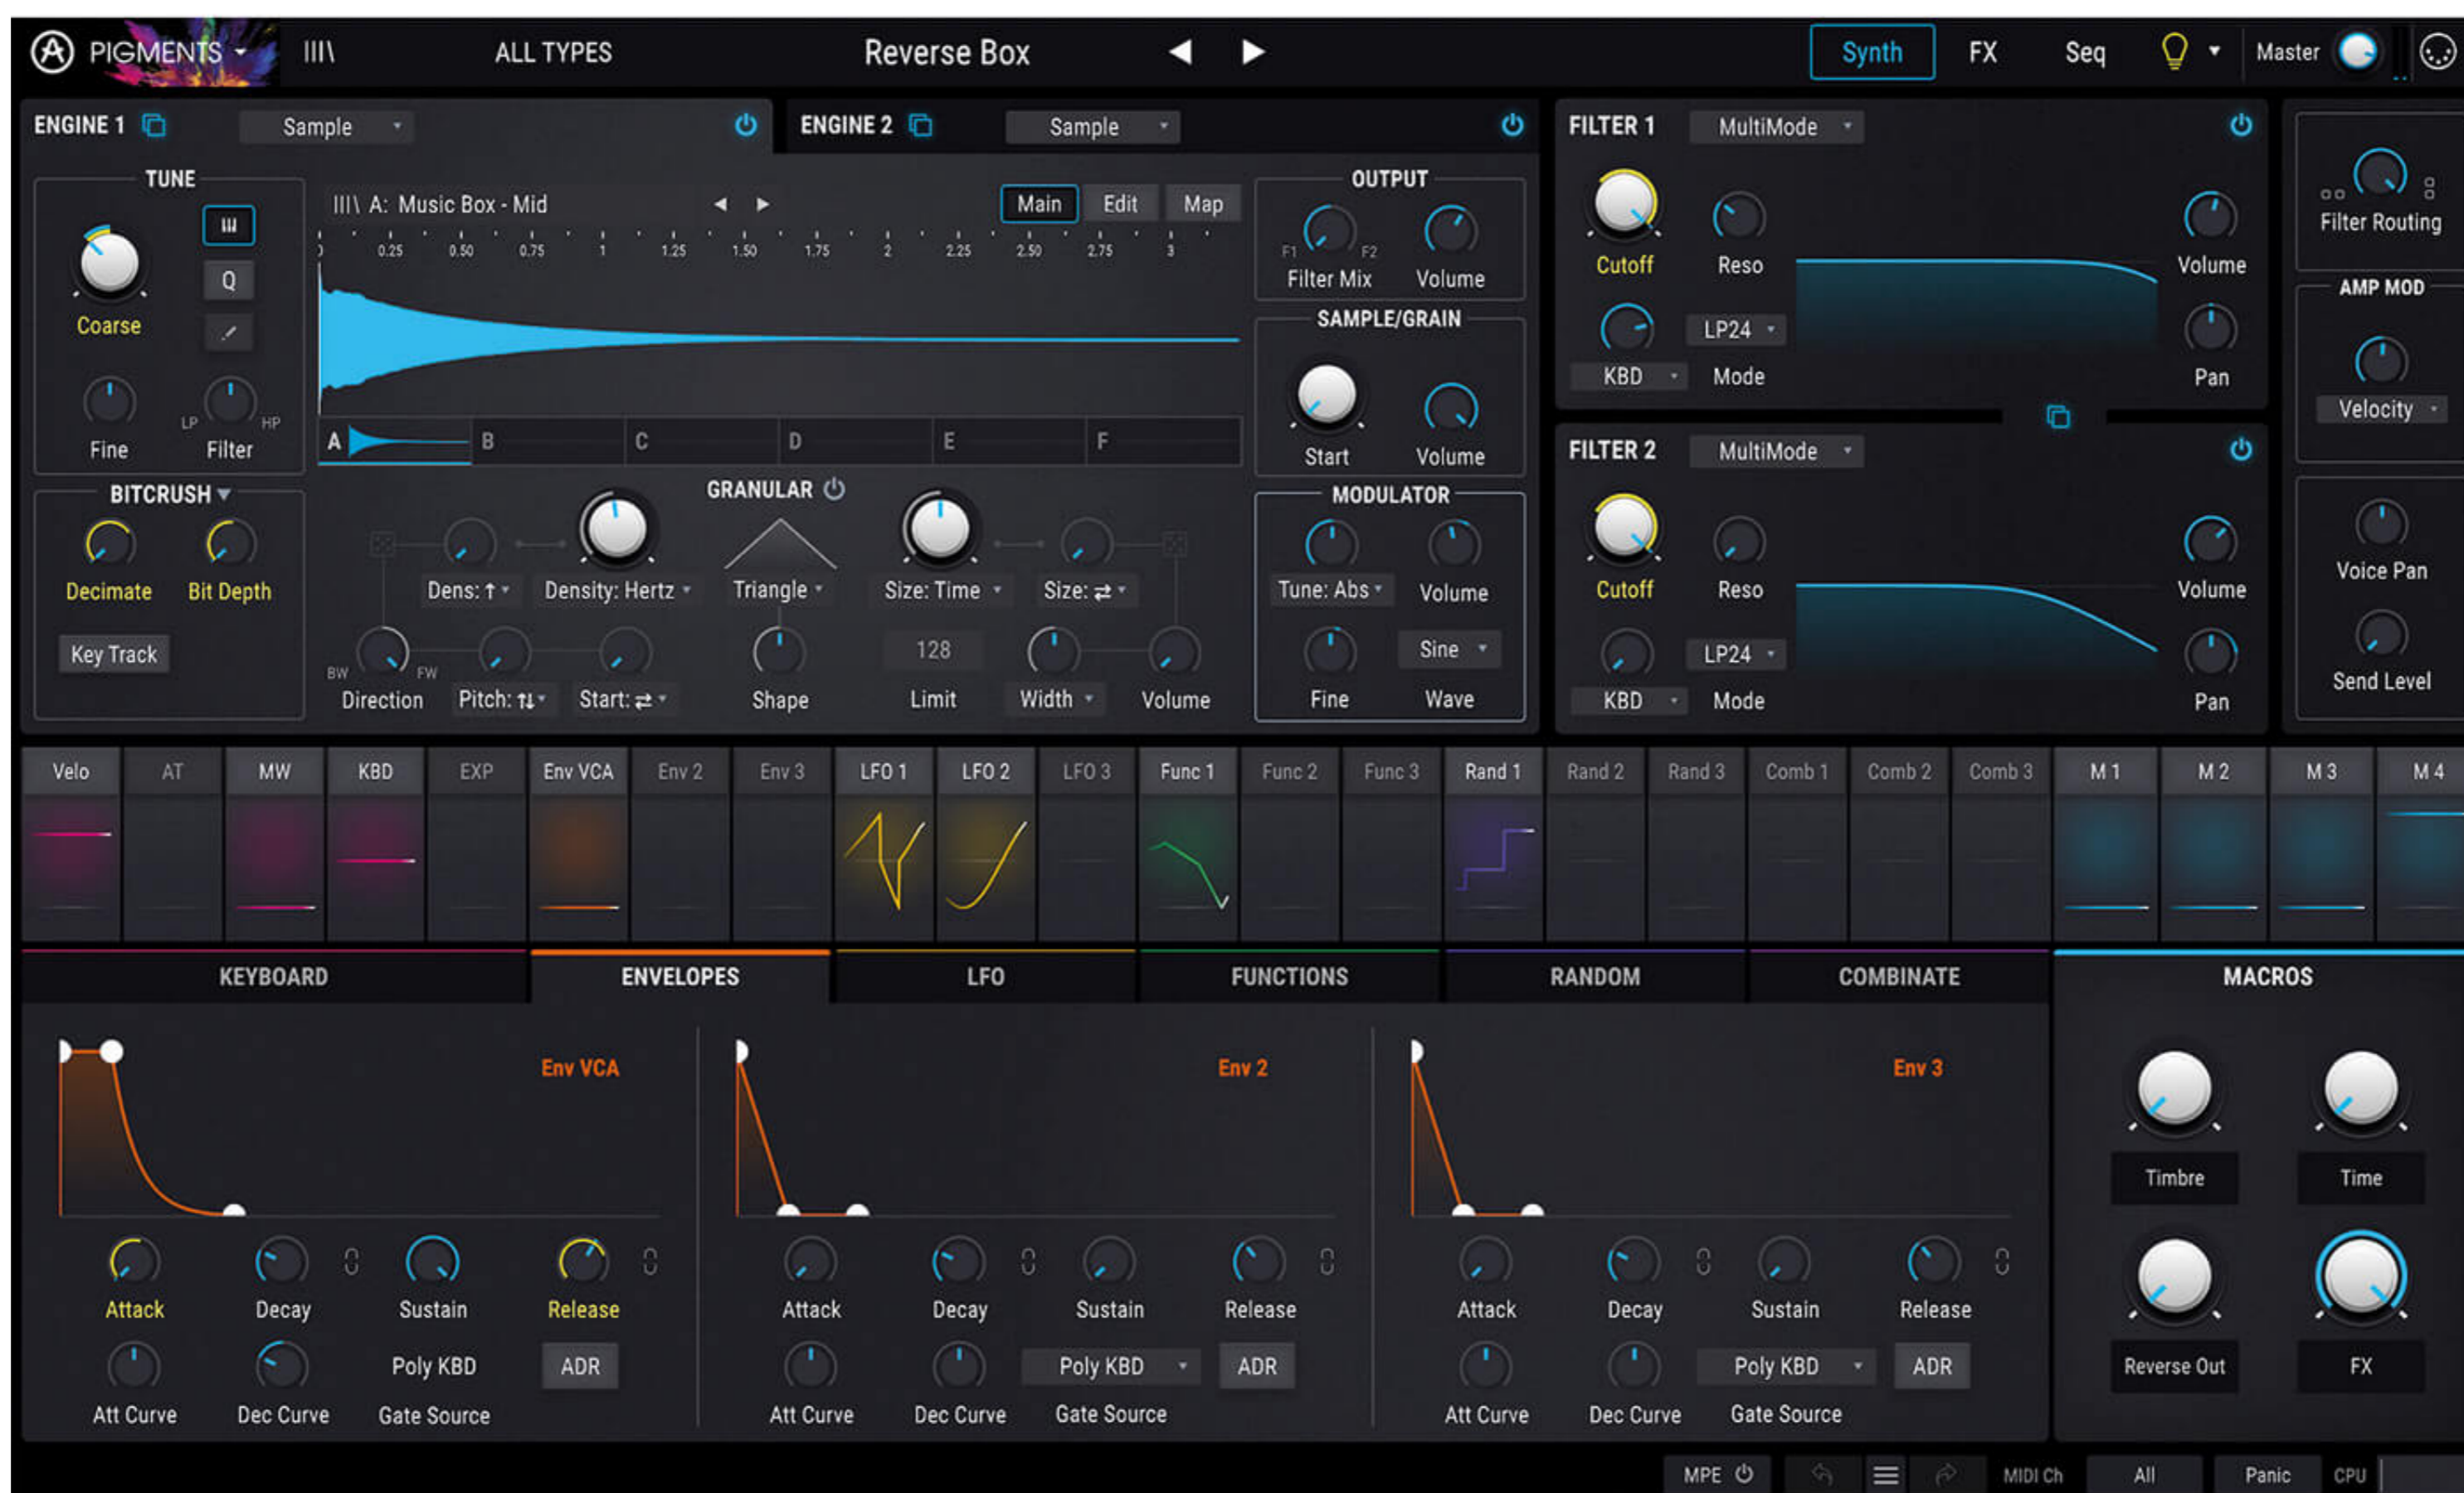 PIGMENTS
ALL TYPES
Reverse Box
Synth
FX
Seq
Master
ENGINE 1
Sample
ENGINE 2
Sample
TUNE
Coarse
Q
Fine
LP
HP
Filter
A: Music Box - Mid
Main
Edit
Map
0.25 0.50 0.75 1 1.25 1.50 1.75 2 2.25 2.50 2.75 3
A
B
C
D
E
F
OUTPUT
F1
F2
Filter Mix
Volume
SAMPLE/GRAIN
Start
Volume
BITCRUSH
Decimate
Bit Depth
Key Track
GRANULAR
Dens:
Density: Hertz
Triangle
Size: Time
Size:
BW
FW
Direction
Pitch:
Start:
Shape
128
Limit
Width
Volume
MODULATOR
Tune: Abs
Volume
Fine
Sine
Wave
FILTER 1
MultiMode
Cutoff
Reso
Volume
KBD
LP24
Mode
Pan
FILTER 2
MultiMode
Cutoff
Reso
Volume
KBD
LP24
Mode
Pan
Filter Routing
AMP MOD
Velocity
Voice Pan
Send Level
Velo
AT
MW
KBD
EXP
Env VCA
Env 2
Env 3
LFO 1
LFO 2
LFO 3
Func 1
Func 2
Func 3
Rand 1
Rand 2
Rand 3
Comb 1
Comb 2
Comb 3
M 1
M 2
M 3
M 4
KEYBOARD
ENVELOPES
LFO
FUNCTIONS
RANDOM
COMBINATE
MACROS
Env VCA
Attack
Decay
Sustain
Release
Att Curve
Dec Curve
Poly KBD
Gate Source
ADR
Env 2
Attack
Decay
Sustain
Release
Att Curve
Dec Curve
Poly KBD
Gate Source
ADR
Env 3
Attack
Decay
Sustain
Release
Att Curve
Dec Curve
Poly KBD
Gate Source
ADR
Timbre
Time
Reverse Out
FX
MPE
MIDI Ch
All
Panic
CPU